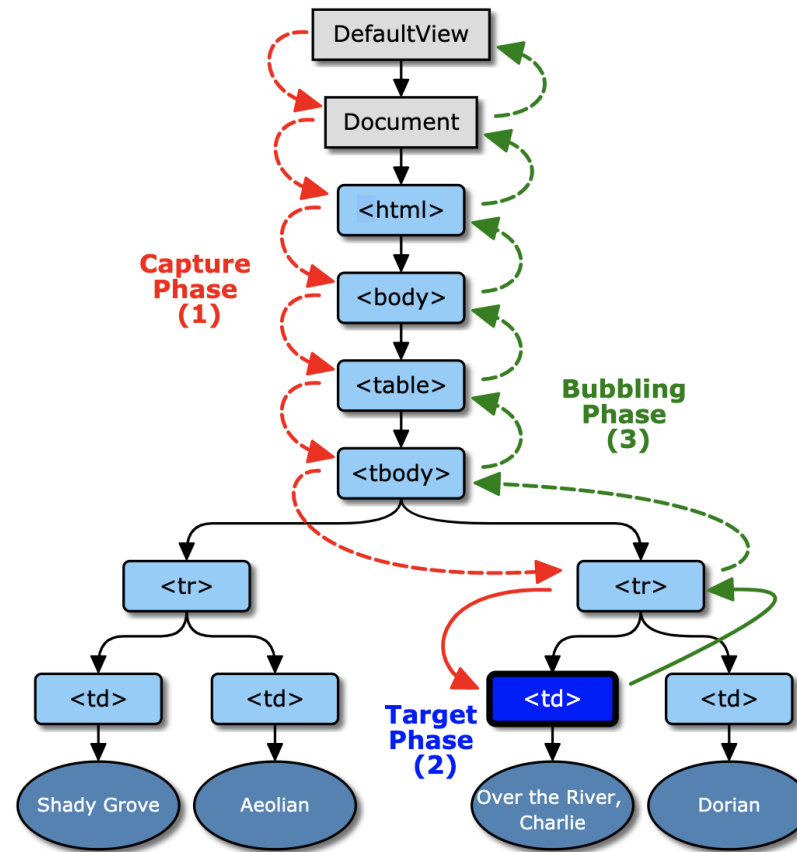 DefaultView
Document
<html>
Capture
Phase
(1)
<body>
<table>
Bubbling
Phase
(3)
<tbody>
<tr>
<tr>
<td>
<td>
<td>
<td>
Target
Phase
(2)
Shady Grove
Aeolian
Over the River,
Charlie
Dorian